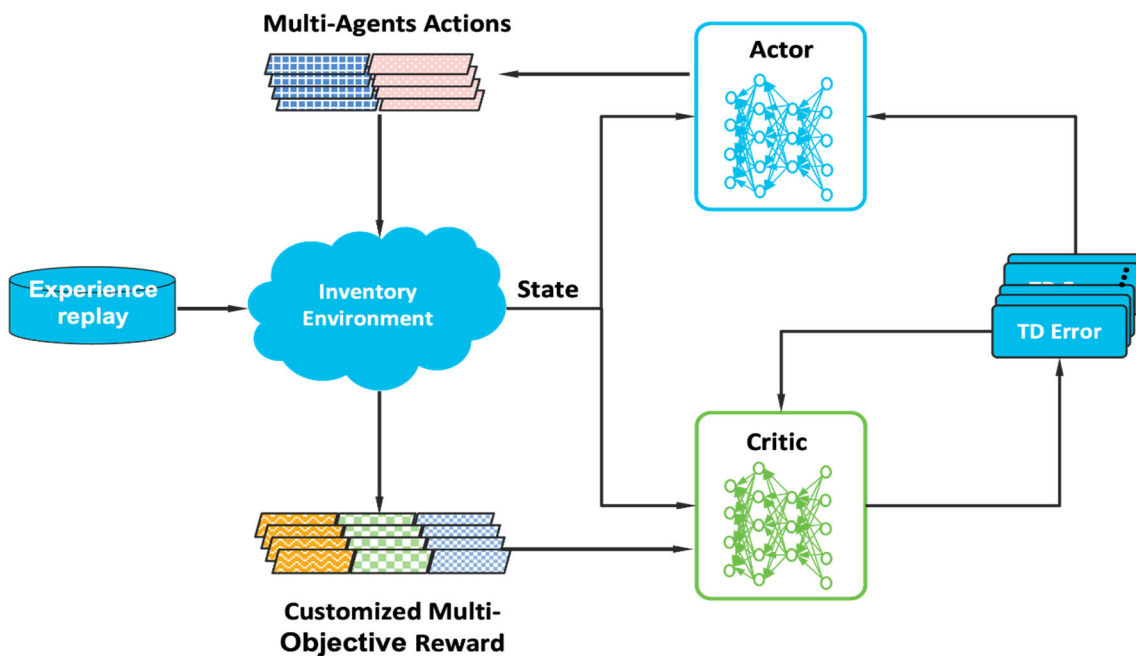 Multi-Agents Actions
Actor
Experience
replay
Inventory
Environment
State
TD Error
Critic
Customized Multi-
Objective Reward